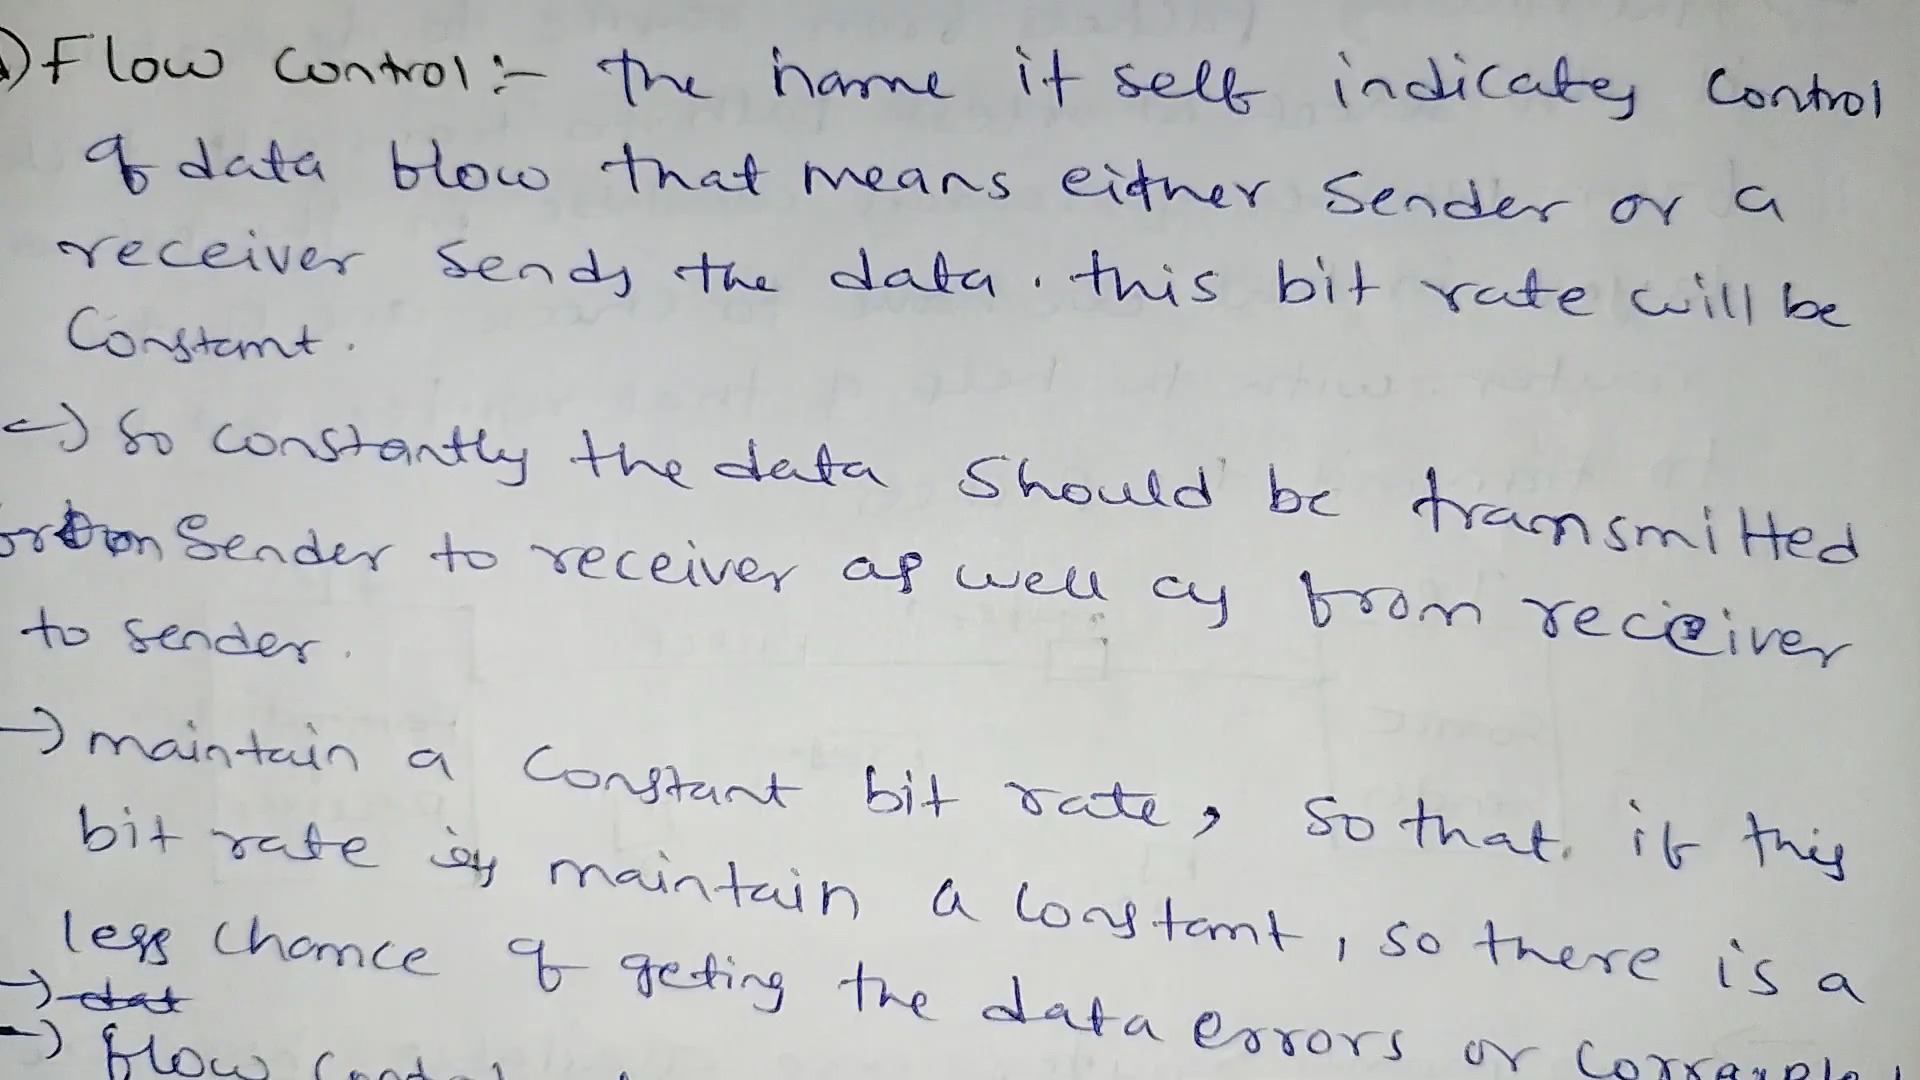 ) Flow control :- the name it self indicates control
of data flow that means either sender or a
receiver sends the data. this bit rate will be
Constant.
→ So constantly the data should be transmitted
from sender to receiver as well as from receiver
to sender.
→ maintain a constant bit rate, so that. if this
bit rate is maintain a constant, so there is a
less chance of geting the data errors or
→ dat
→ flow